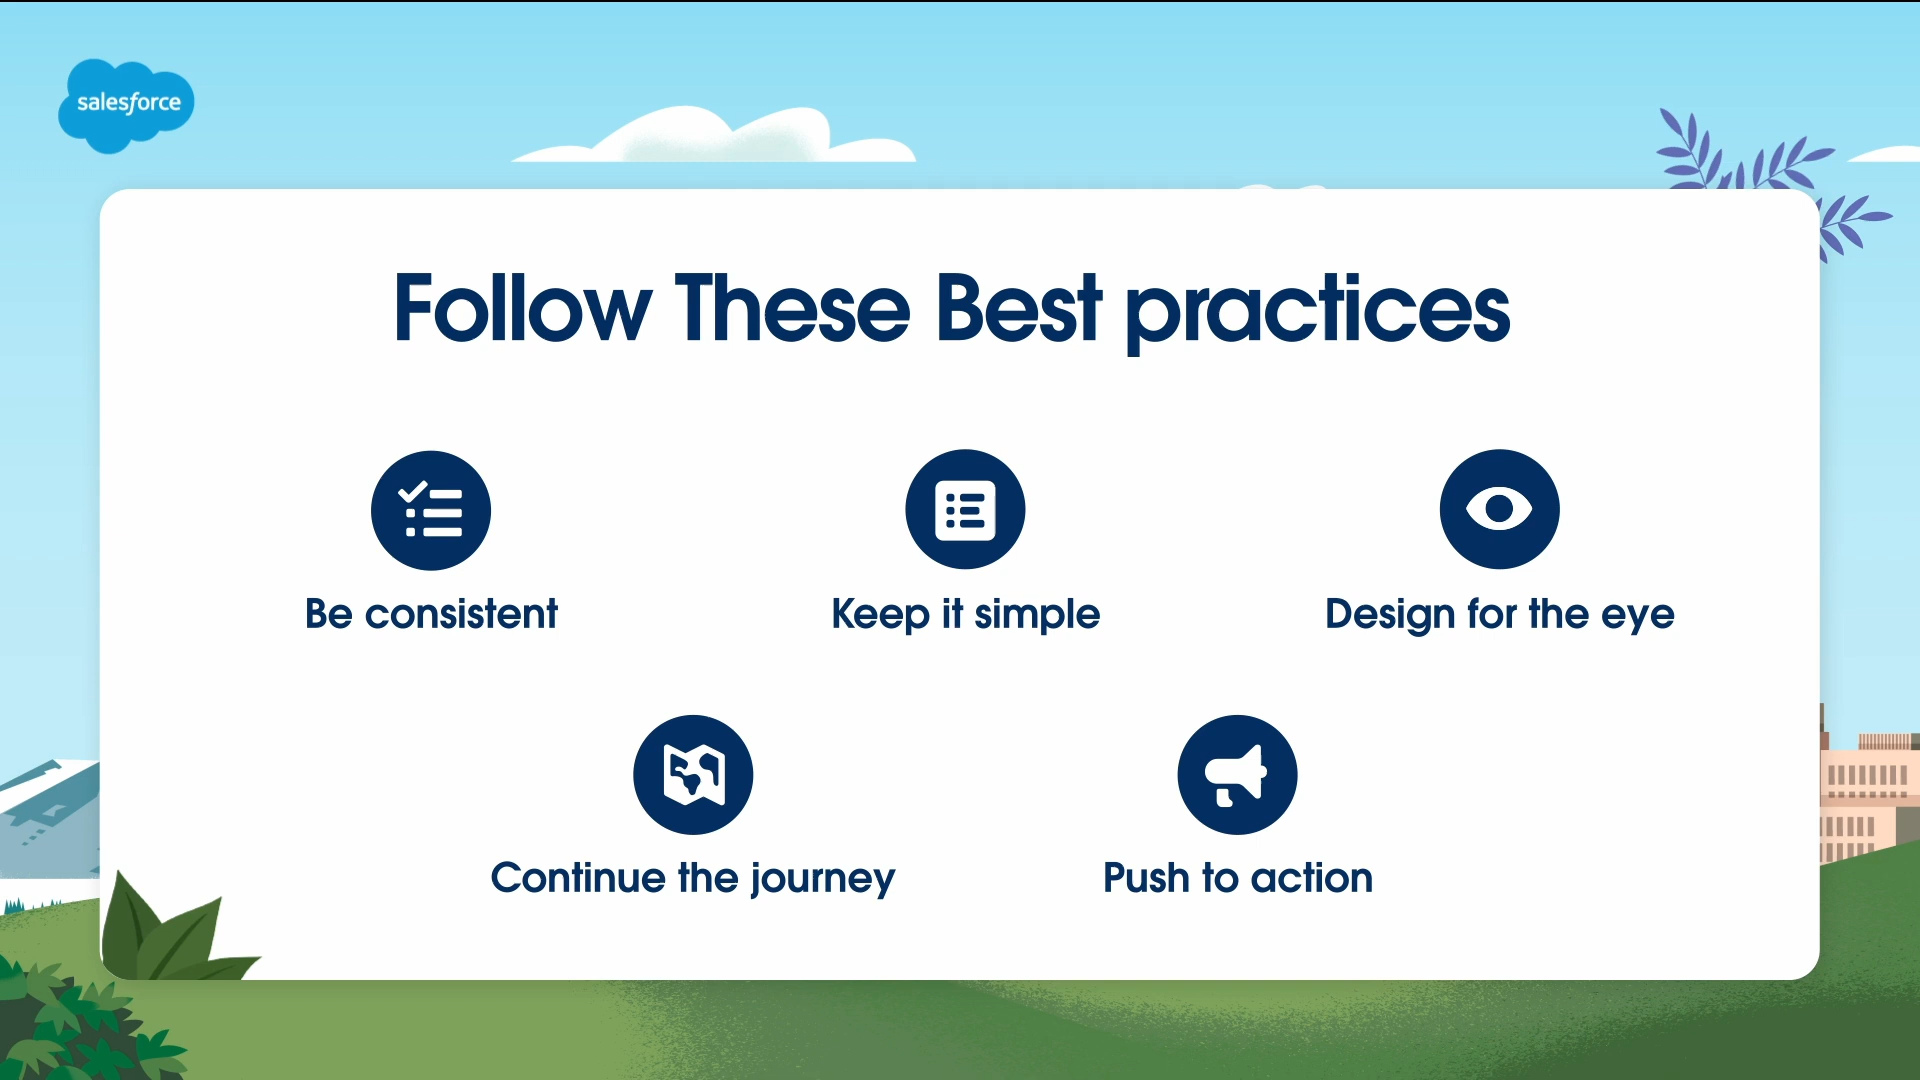 salesforce
Follow These Best practices
Be consistent
Keep it simple
Design for the eye
Continue the journey
Push to action